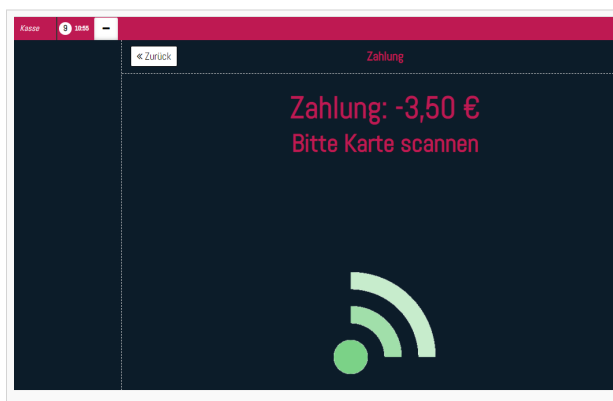 Kasse 9 10:55 –
« Zurück Zahlung
Zahlung: -3,50 €
Bitte Karte scannen